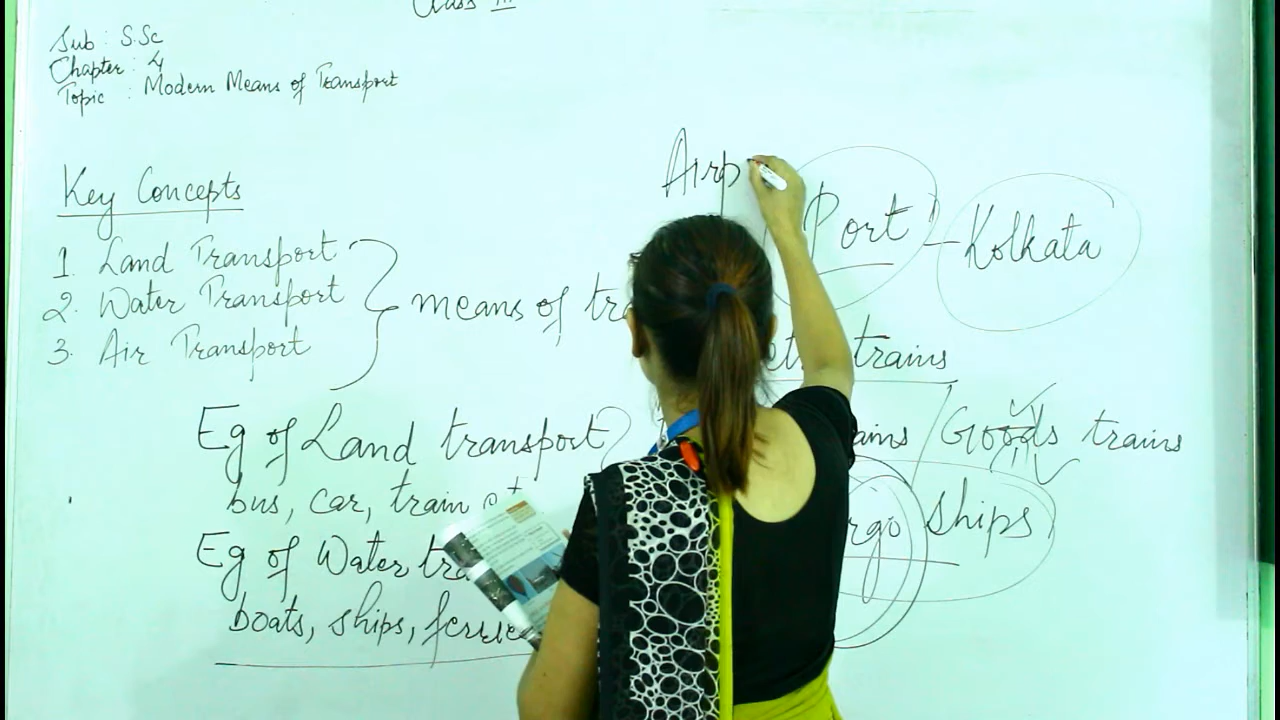 Class III
Sub : S.Sc
Chapter : 4
Topic : Modern Means of Transport
Key Concepts
1. Land Transport
2. Water Transport
3. Air Transport
means of
Airp
Port - Kolkata
trains
Eg of Land transport
bus, car, train
Goods trains
ships
Eg of Water
boats, ships,